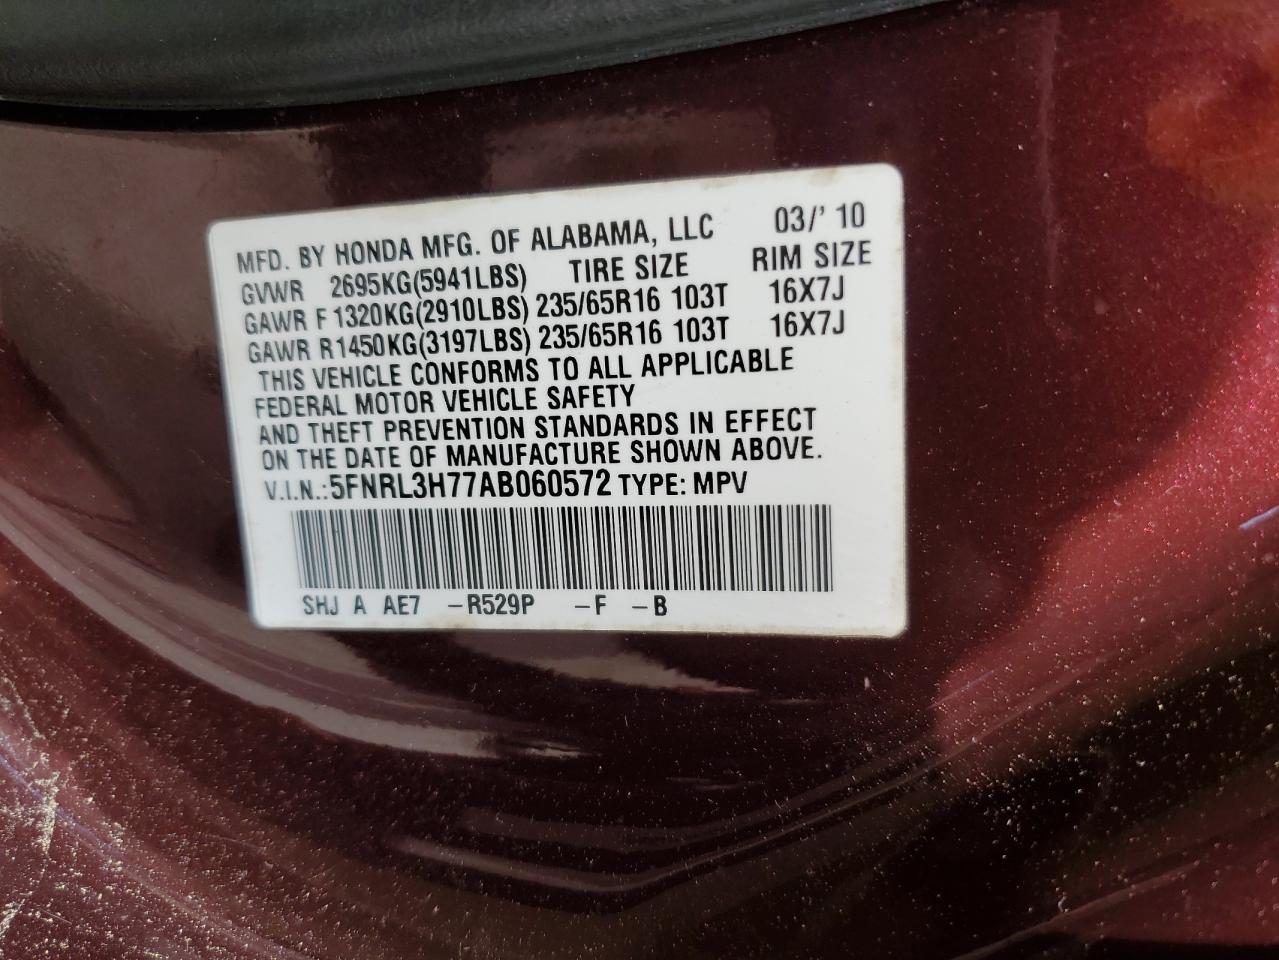 MFD. BY HONDA MFG. OF ALABAMA, LLC 03/' 10
GVWR 2695KG(5941LBS) TIRE SIZE RIM SIZE
GAWR F 1320KG(2910LBS) 235/65R16 103T 16X7J
GAWR R1450KG(3197LBS) 235/65R16 103T 16X7J
THIS VEHICLE CONFORMS TO ALL APPLICABLE
FEDERAL MOTOR VEHICLE SAFETY
AND THEFT PREVENTION STANDARDS IN EFFECT
ON THE DATE OF MANUFACTURE SHOWN ABOVE.
V.I.N.:5FNRL3H77AB060572 TYPE: MPV
SHJ A AE7 -R529P -F -B